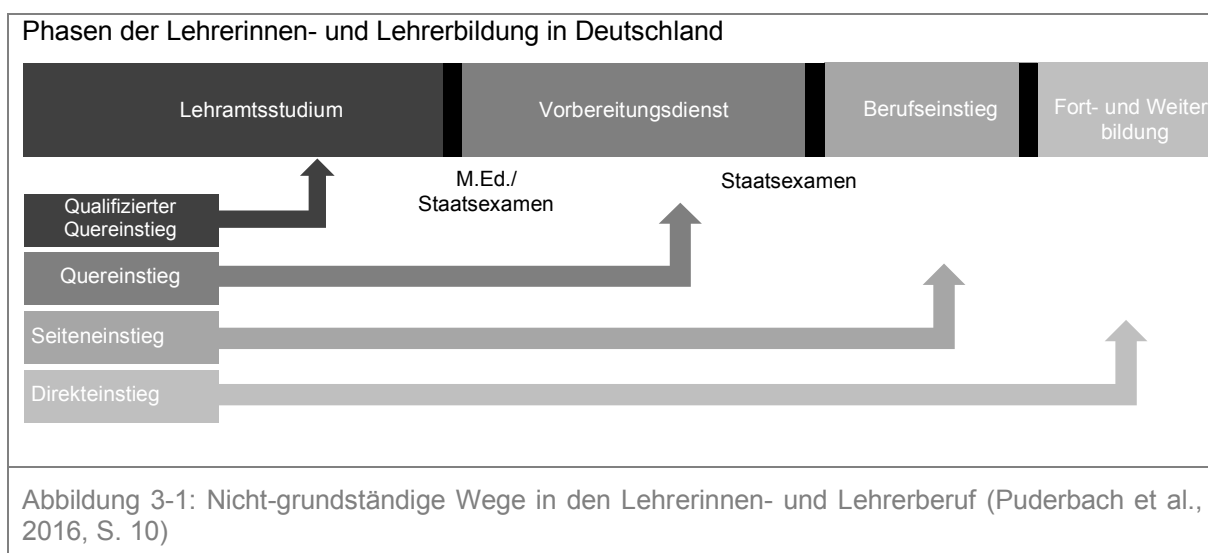 Phasen der Lehrerinnen- und Lehrerbildung in Deutschland
Lehramtsstudium
Vorbereitungsdienst
Berufseinstieg
Fort- und Weiter
bildung
M.Ed./
Staatsexamen
Staatsexamen
Qualifizierter
Quereinstieg
Quereinstieg
Seiteneinstieg
Direkteinstieg
Abbildung 3-1: Nicht-grundständige Wege in den Lehrerinnen- und Lehrerberuf (Puderbach et al.,
2016, S. 10)